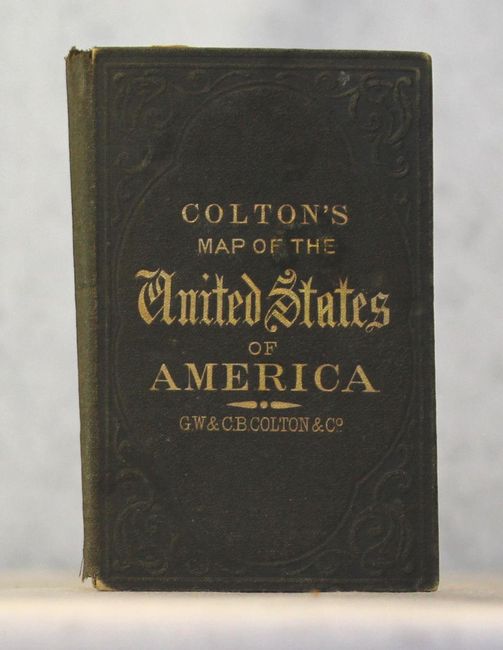 COLTON'S
MAP OF THE
United States
OF
AMERICA
G.W & C.B. COLTON & Co